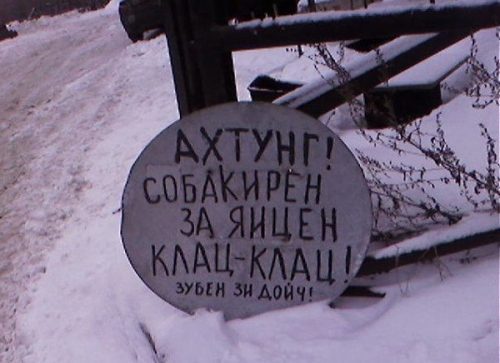 АХТУНГ!
СОБАКИРЕН
ЗА ЯИЦЕН
КЛАЦ-КЛАЦ!
ЗУБЕН ЗИ ДОЙЧ!